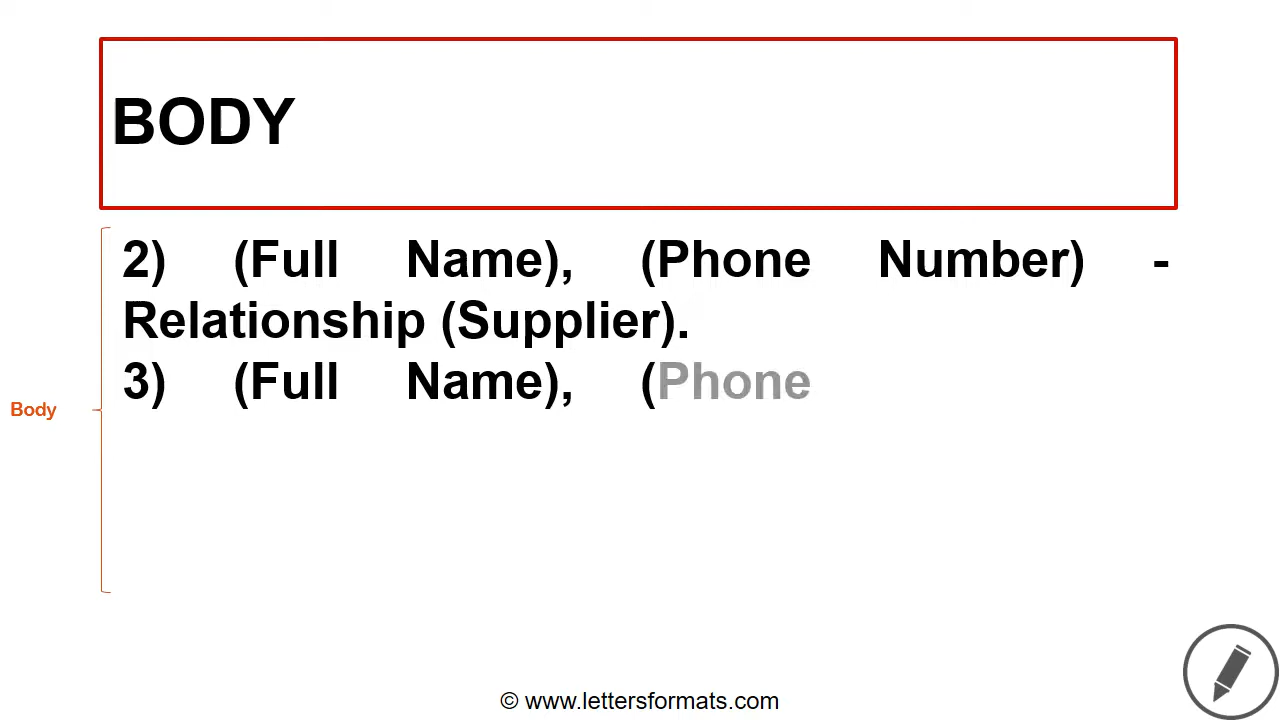 BODY
2) (Full Name), (Phone Number) -
Relationship (Supplier).
3) (Full Name), (Phone
Body
© www.lettersformats.com